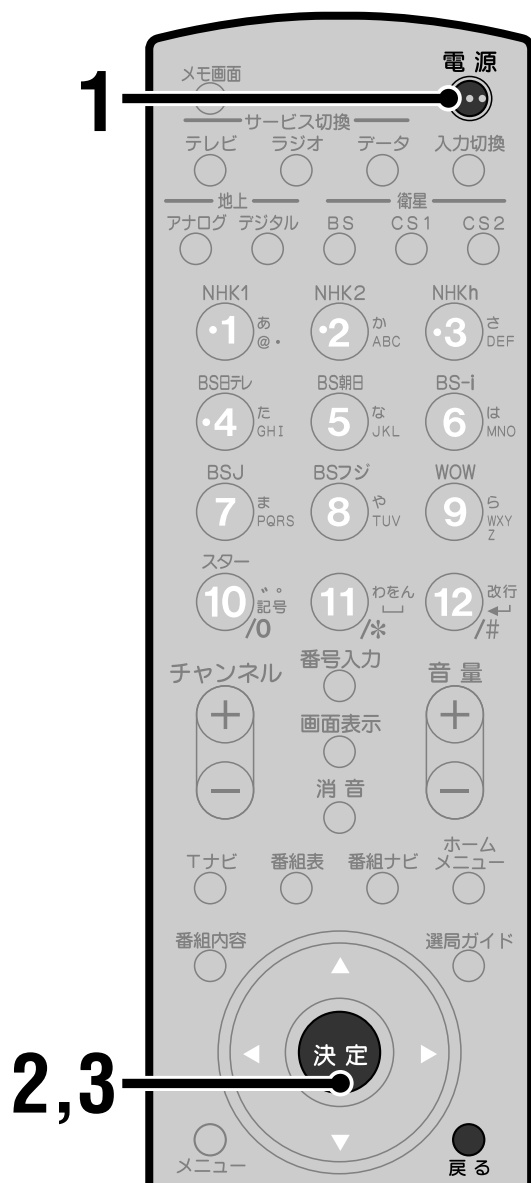 電源
1
メモ画面
サービス切換
テレビ ラジオ データ 入力切換
地上 衛星
アナログ デジタル BS CS1 CS2
NHK1 NHK2 NHKh
・1 あ @・ ・2 か ABC ・3 さ DEF
BS日テレ BS朝日 BS-i
・4 た GHI 5 な JKL 6 は MNO
BSJ BSフジ WOW
7 ま PQRS 8 や TUV 9 ら WXY Z
スター
10 ゛゜ 記号 /0 11 わをん ␣ /＊ 12 改行 ↵ /#
チャンネル 番号入力 音量
+ 画面表示 +
− 消音 −
Tナビ 番組表 番組ナビ ホームメニュー
番組内容 選局ガイド
▲
◀ 決定 ▶
2,3
▼
メニュー 戻る